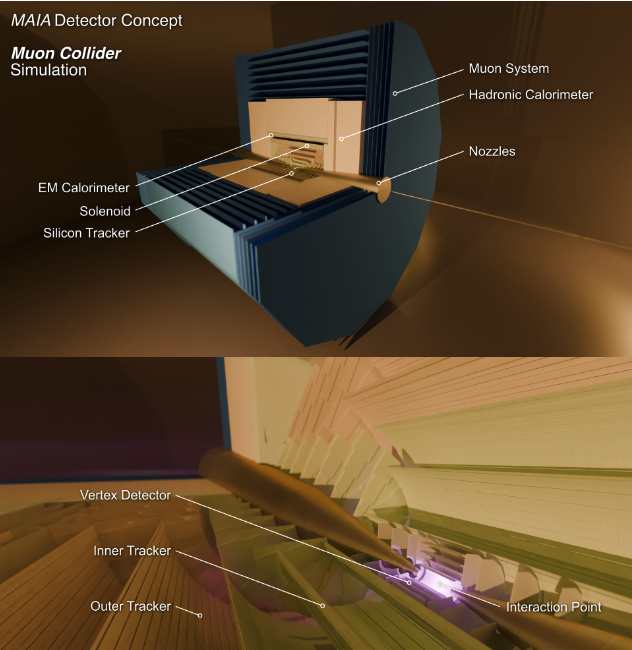 MAIA Detector Concept
Muon Collider
Simulation
Muon System
Hadronic Calorimeter
Nozzles
EM Calorimeter
Solenoid
Silicon Tracker
Vertex Detector
Inner Tracker
Outer Tracker
Interaction Point